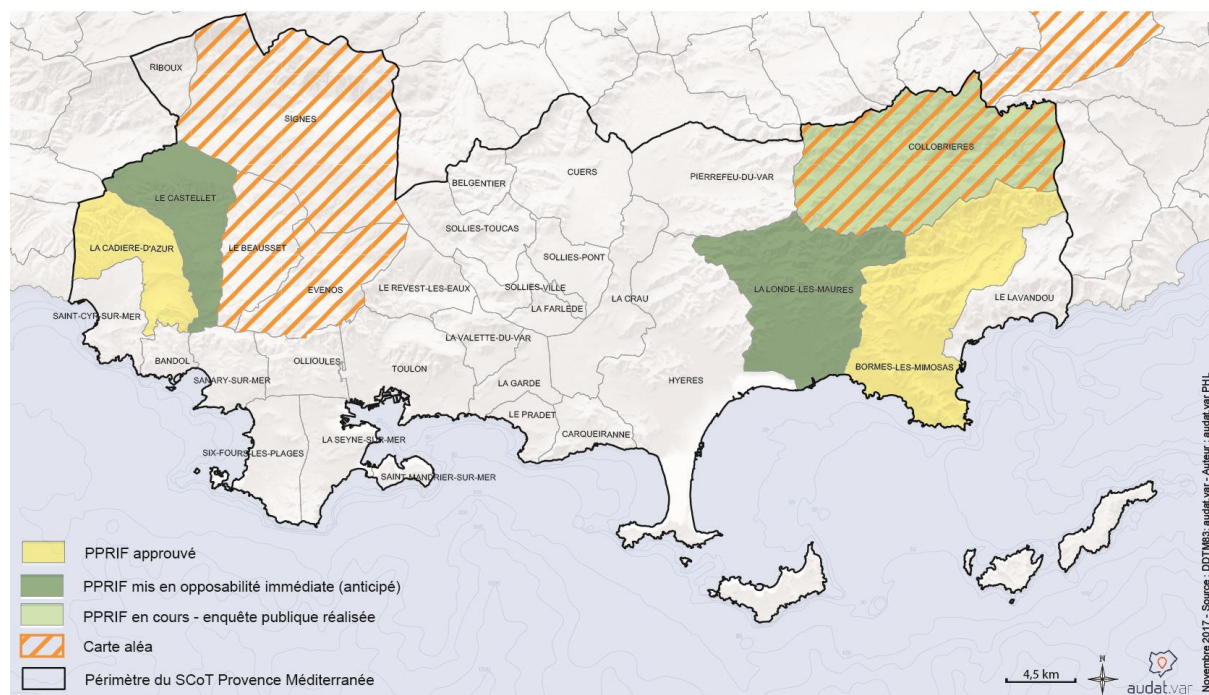 RIBOUX
SIGNES
COLLOBRIERES
CUERS
PIERREFEU-DU-VAR
BELGENTIER
LE CASTELLET
SOLLIES-TOUCAS
LA CADIERE-D'AZUR
LE BEAUSSET
SOLLIES-PONT
EVENOS
LE REVEST-LES-EAUX
SOLLIES-VILLE
LA LONDE-LES-MAURES
LA CRAU
LE LAVANDOU
LA FARLEDE
SAINT-CYR-SUR-MER
LA VALETTE-DU-VAR
BANDOL
OLLIOULES
TOULON
BORMES-LES-MIMOSAS
SANARY-SUR-MER
LA GARDE
HYERES
LE PRADET
CARQUEIRANNE
LA SEYNE-SUR-MER
SIX-FOURS-LES-PLAGES
SAINT-MANDRIER-SUR-MER
PPRIF approuvé
PPRIF mis en opposabilité immédiate (anticipé)
PPRIF en cours - enquête publique réalisée
Carte aléa
Périmètre du SCoT Provence Méditerranée
4,5 km
N
audat.var
Novembre 2017 - Source : DDTM83; audat.var - Auteur : audat.var PHL